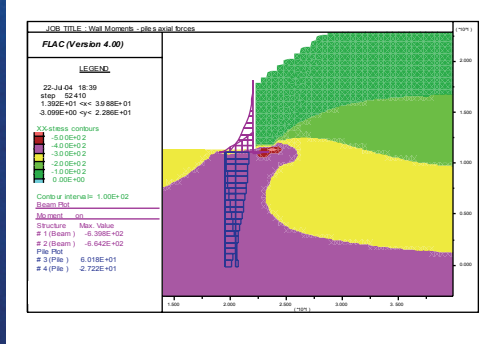 JOB TITLE : Wall Moments - piles axial forces
FLAC (Version 4.00)
LEGEND
22-Jul-04 18:39
step 52410
1.392E+01 <x< 3.988E+01
-3.099E+00 <y< 2.286E+01
XX-stress contours
-5.00E+02
-4.00E+02
-3.00E+02
-2.00E+02
-1.00E+02
0.00E+00
Contour interval= 1.00E+02
Beam Plot
Moment on
Structure Max. Value
# 1 (Beam ) -6.398E+02
# 2 (Beam ) -6.642E+02
Pile Plot
# 3 (Pile ) 6.018E+01
# 4 (Pile ) -2.722E+01
(*10^1)
2.000
1.500
1.000
0.500
0.000
1.500 2.000 2.500 3.000 3.500
(*10^1)